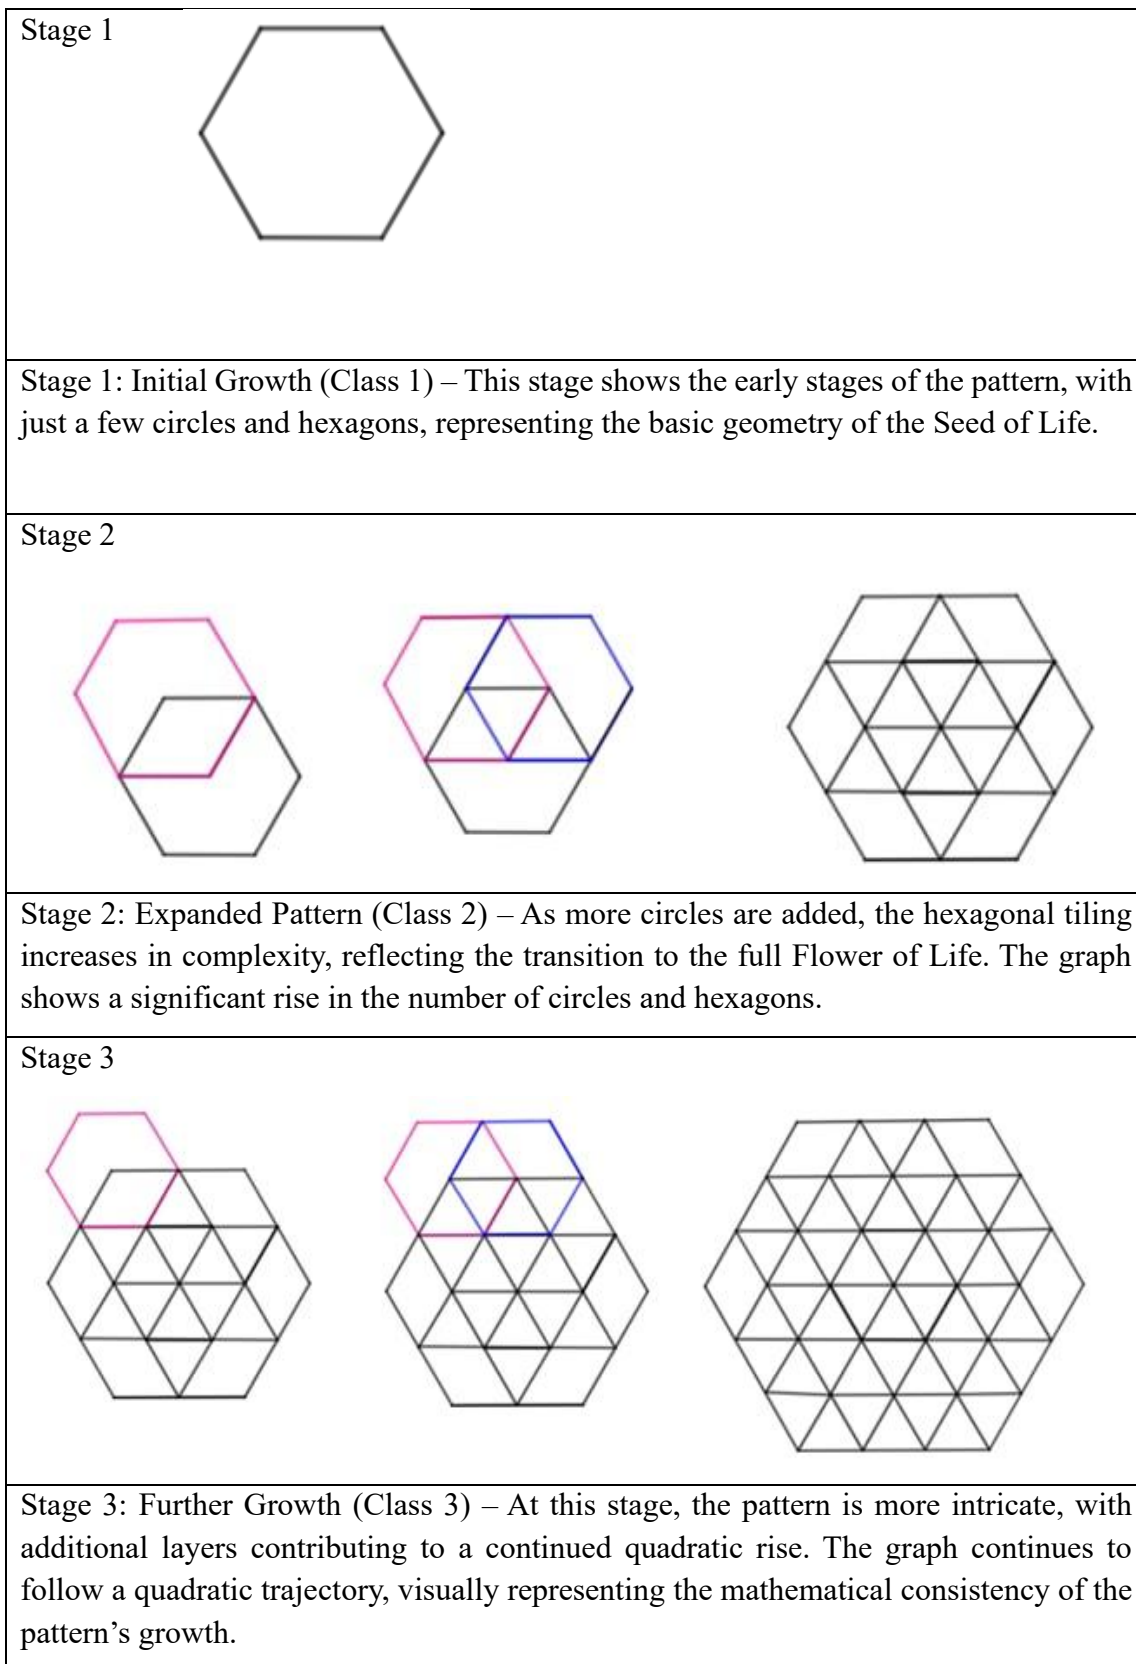 Stage 1
Stage 1: Initial Growth (Class 1) – This stage shows the early stages of the pattern, with
just a few circles and hexagons, representing the basic geometry of the Seed of Life.
Stage 2
Stage 2: Expanded Pattern (Class 2) – As more circles are added, the hexagonal tiling
increases in complexity, reflecting the transition to the full Flower of Life. The graph
shows a significant rise in the number of circles and hexagons.
Stage 3
Stage 3: Further Growth (Class 3) – At this stage, the pattern is more intricate, with
additional layers contributing to a continued quadratic rise. The graph continues to
follow a quadratic trajectory, visually representing the mathematical consistency of the
pattern’s growth.